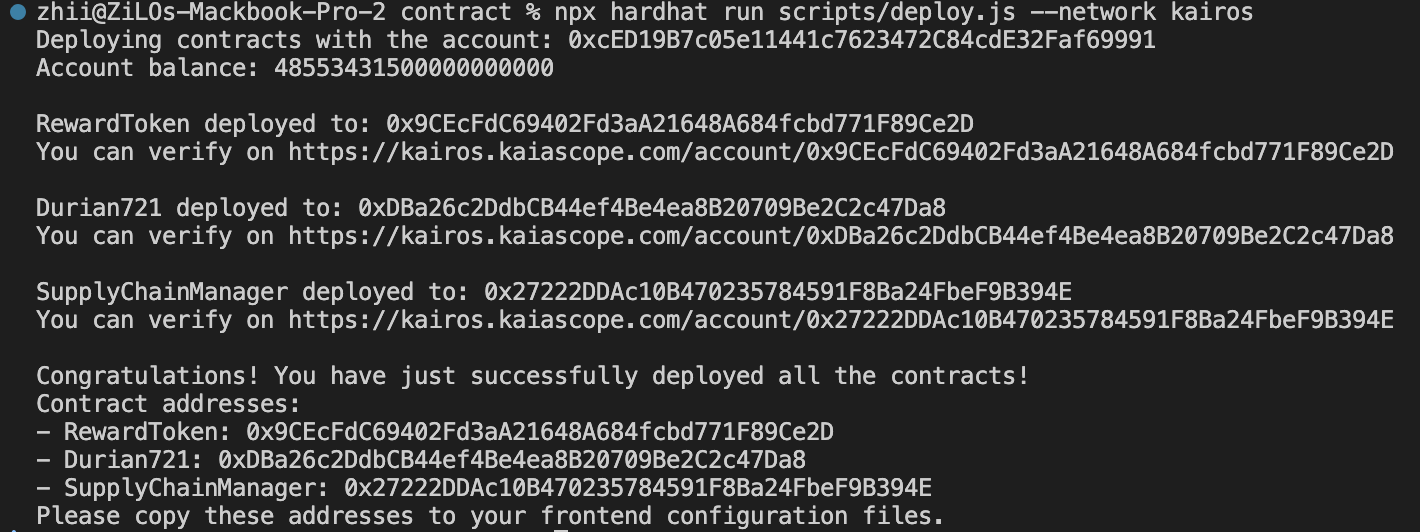 zhii@ZiLOs-Mackbook-Pro-2 contract % npx hardhat run scripts/deploy.js --network kairos
Deploying contracts with the account: 0xcED19B7c05e11441c7623472C84cdE32Faf69991
Account balance: 48553431500000000000
RewardToken deployed to: 0x9CEcFdC69402Fd3aA21648A684fcbd771F89Ce2D
You can verify on https://kairos.kaiascope.com/account/0x9CEcFdC69402Fd3aA21648A684fcbd771F89Ce2D
Durian721 deployed to: 0xDBa26c2DdbCB44ef4Be4ea8B20709Be2C2c47Da8
You can verify on https://kairos.kaiascope.com/account/0xDBa26c2DdbCB44ef4Be4ea8B20709Be2C2c47Da8
SupplyChainManager deployed to: 0x27222DDAc10B470235784591F8Ba24FbeF9B394E
You can verify on https://kairos.kaiascope.com/account/0x27222DDAc10B470235784591F8Ba24FbeF9B394E
Congratulations! You have just successfully deployed all the contracts!
Contract addresses:
- RewardToken: 0x9CEcFdC69402Fd3aA21648A684fcbd771F89Ce2D
- Durian721: 0xDBa26c2DdbCB44ef4Be4ea8B20709Be2C2c47Da8
- SupplyChainManager: 0x27222DDAc10B470235784591F8Ba24FbeF9B394E
Please copy these addresses to your frontend configuration files.